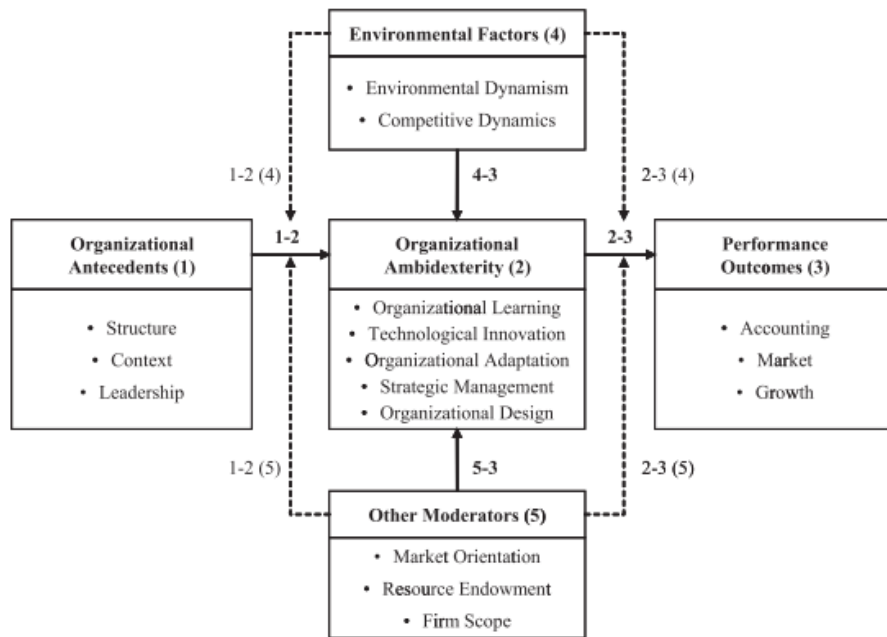 Environmental Factors (4)
• Environmental Dynamism
• Competitive Dynamics
1-2 (4)
4-3
2-3 (4)
Organizational
Antecedents (1)
• Structure
• Context
• Leadership
1-2
Organizational
Ambidexterity (2)
• Organizational Learning
• Technological Innovation
• Organizational Adaptation
• Strategic Management
• Organizational Design
2-3
Performance
Outcomes (3)
• Accounting
• Market
• Growth
1-2 (5)
5-3
2-3 (5)
Other Moderators (5)
• Market Orientation
• Resource Endowment
• Firm Scope